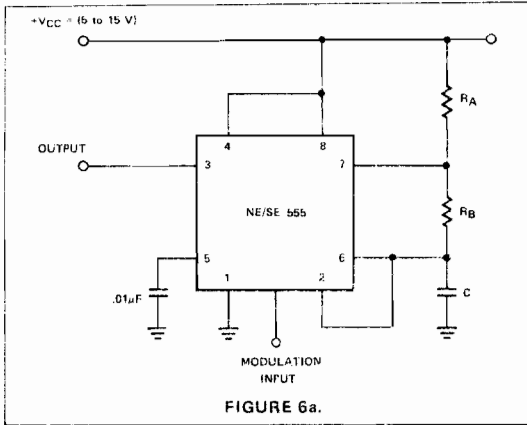 +VCC = (5 to 15 V)
RA
OUTPUT
4
8
3
7
NE/SE 555
RB
5
6
1
2
.01µF
C
MODULATION
INPUT
FIGURE 6a.